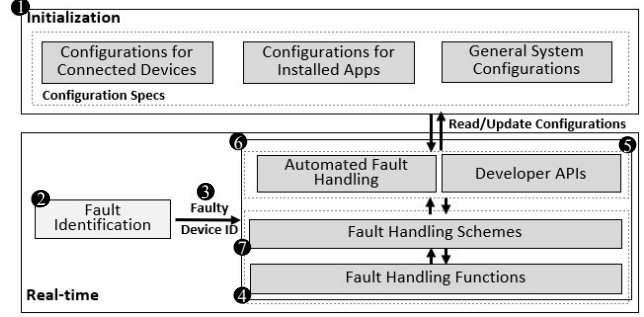 1
Initialization
Configurations for
Connected Devices
Configurations for
Installed Apps
General System
Configurations
Configuration Specs
Read/Update Configurations
6
5
Automated Fault
Handling
Developer APIs
2
Fault
Identification
3
Faulty
Device ID
Fault Handling Schemes
7
Fault Handling Functions
4
Real-time